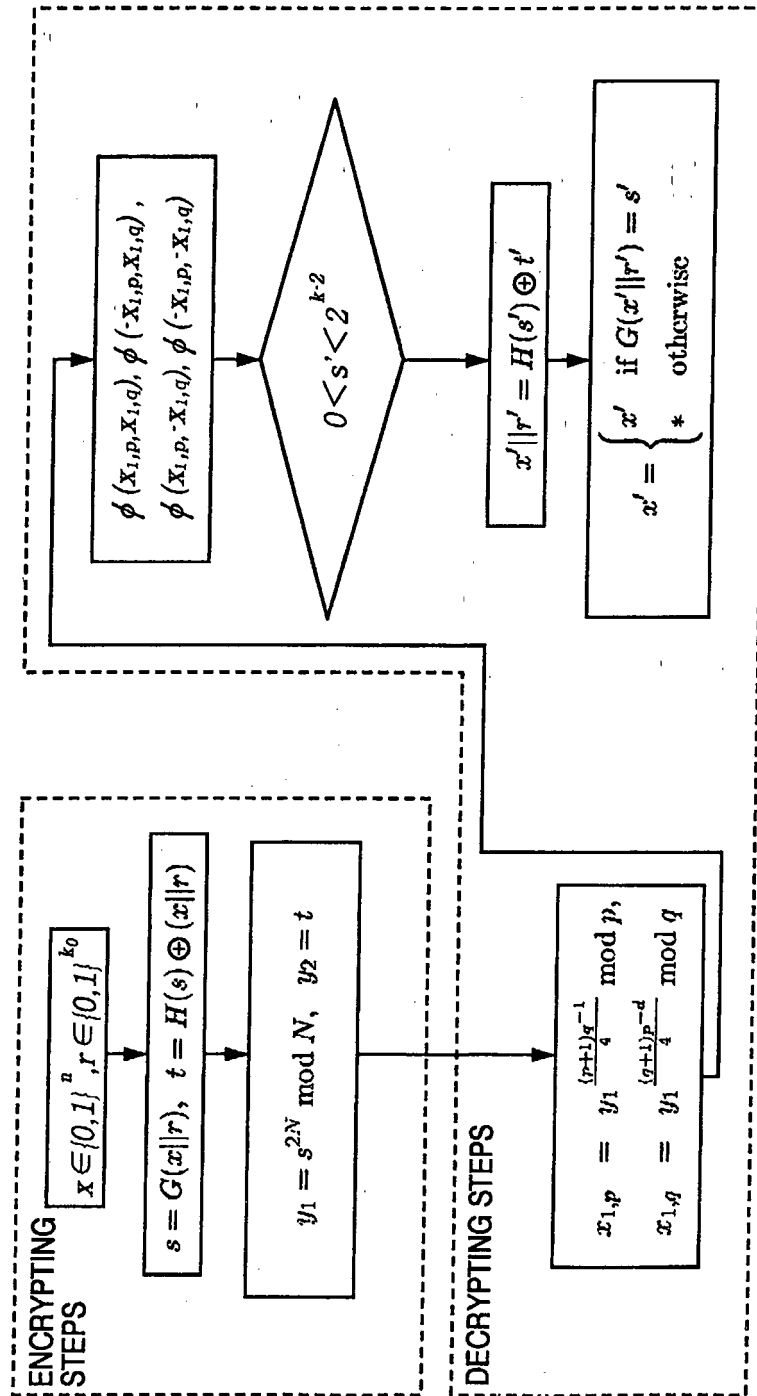 ENCRYPTING
STEPS
x∈{0,1}^n, r∈{0,1}^{k_0}
s = G(x||r), t = H(s) ⊕ (x||r)
y_1 = s^{2N} mod N, y_2 = t
DECRYPTING STEPS
x_{1,p} = y_1^{\frac{(p+1)q^{-1}}{4}} mod p,
x_{1,q} = y_1^{\frac{(q+1)p^{-d}}{4}} mod q
ϕ(x_{1,p},x_{1,q}), ϕ(-x_{1,p},x_{1,q}),
ϕ(x_{1,p},-x_{1,q}), ϕ(-x_{1,p},-x_{1,q})
0<s'<2^{k-2}
x'||r' = H(s') ⊕ t'
x' = { x' if G(x'||r') = s'
* otherwise